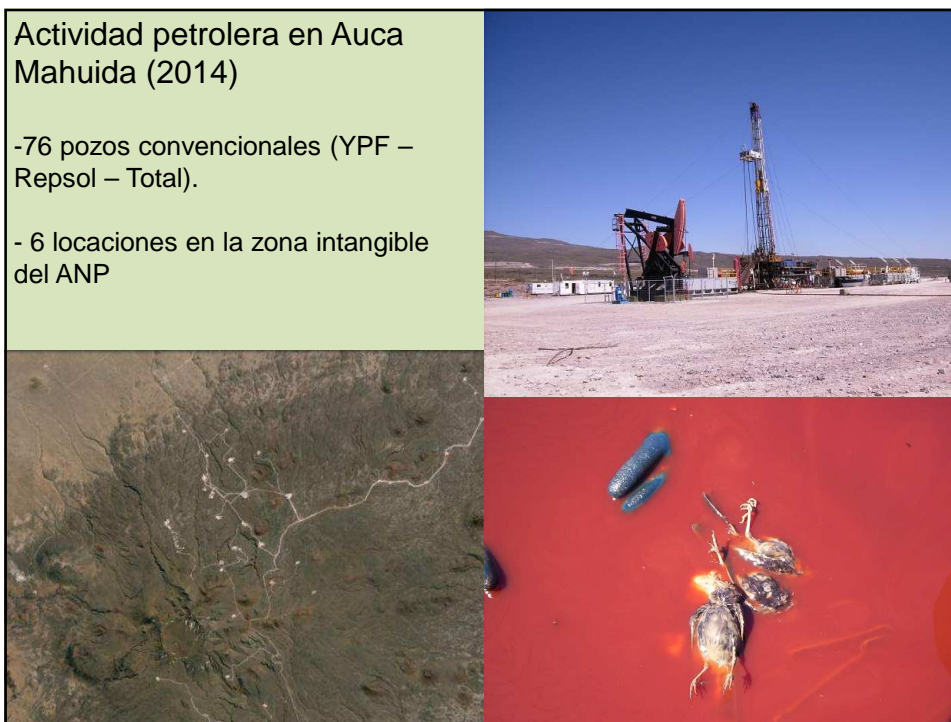 Actividad petrolera en Auca
Mahuida (2014)
-76 pozos convencionales (YPF –
Repsol – Total).
- 6 locaciones en la zona intangible
del ANP